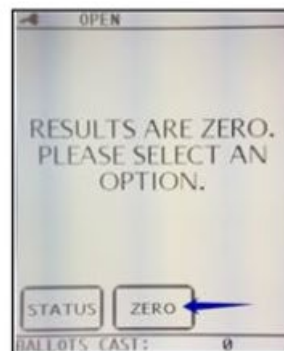 OPEN
RESULTS ARE ZERO.
PLEASE SELECT AN
OPTION.
STATUS ZERO
BALLOTS CAST: 0